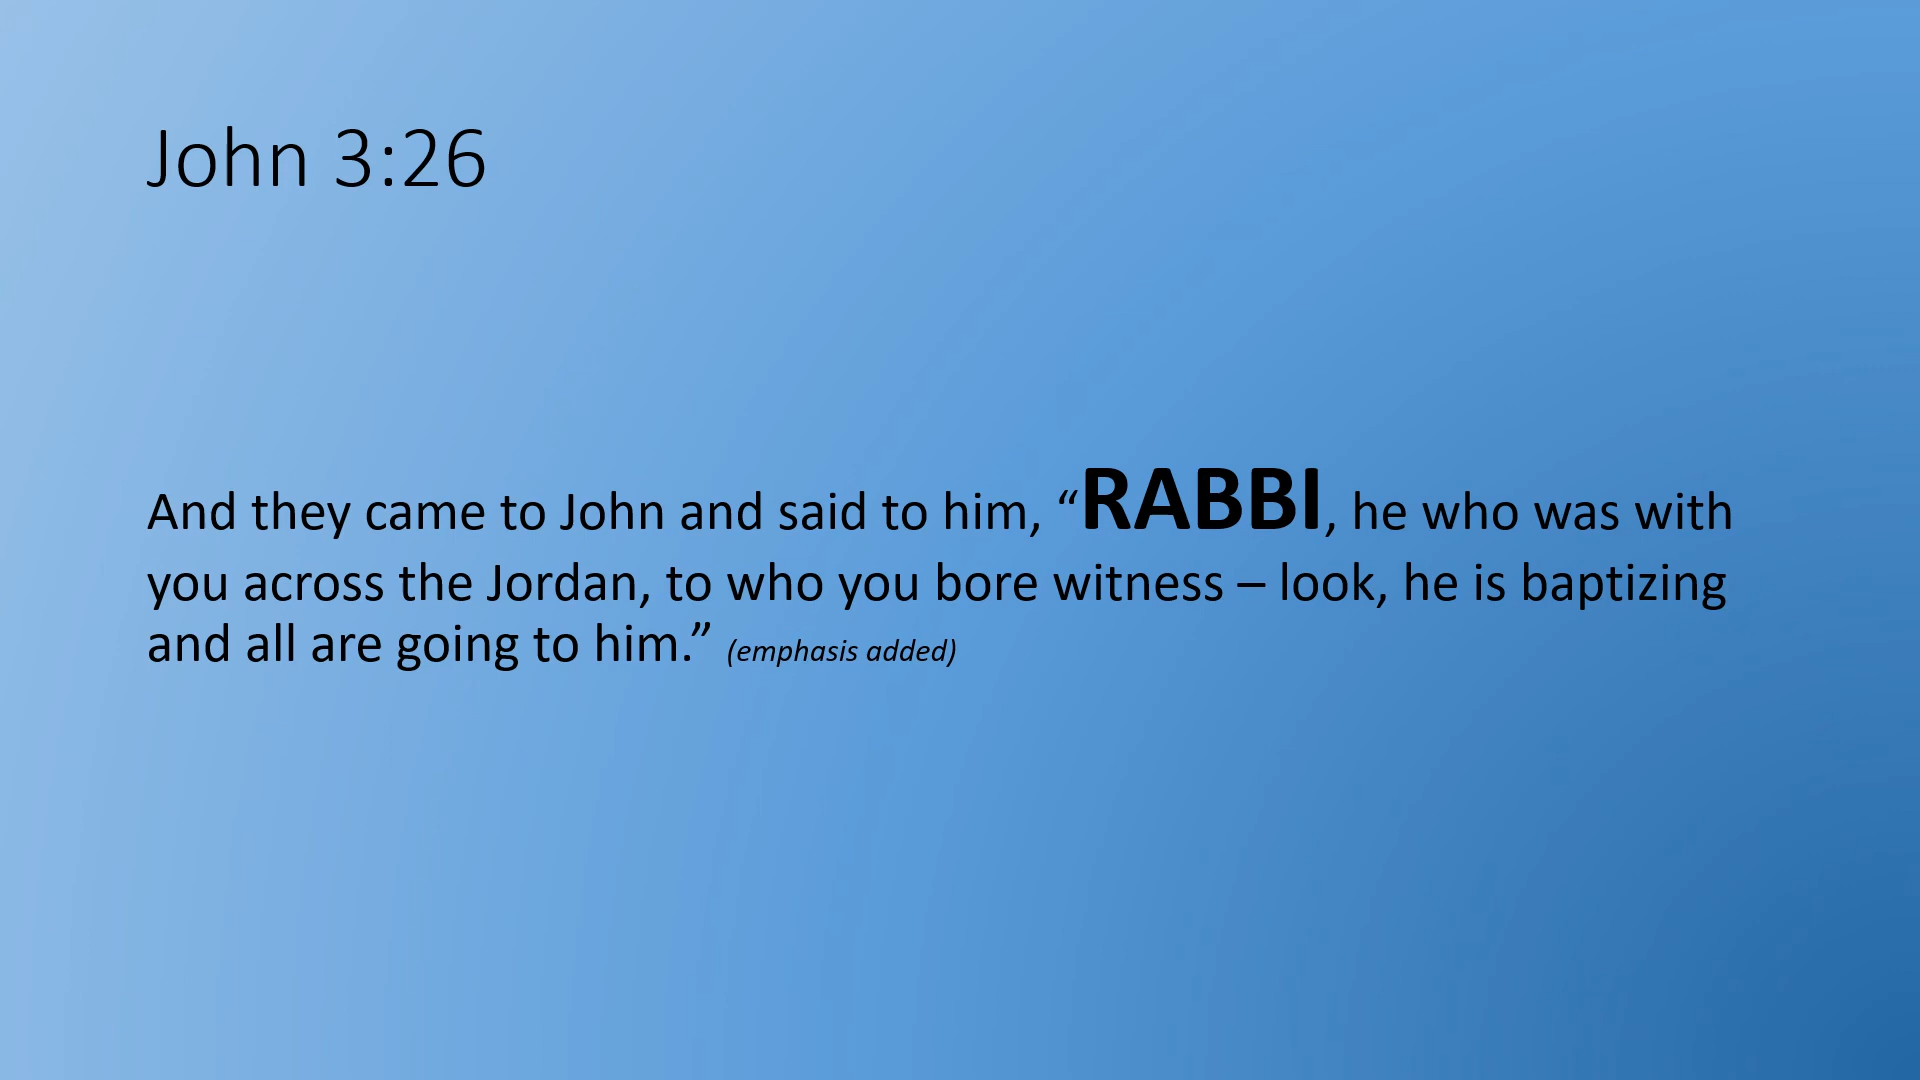 John 3:26
And they came to John and said to him, “RABBI, he who was with
you across the Jordan, to who you bore witness – look, he is baptizing
and all are going to him.” (emphasis added)